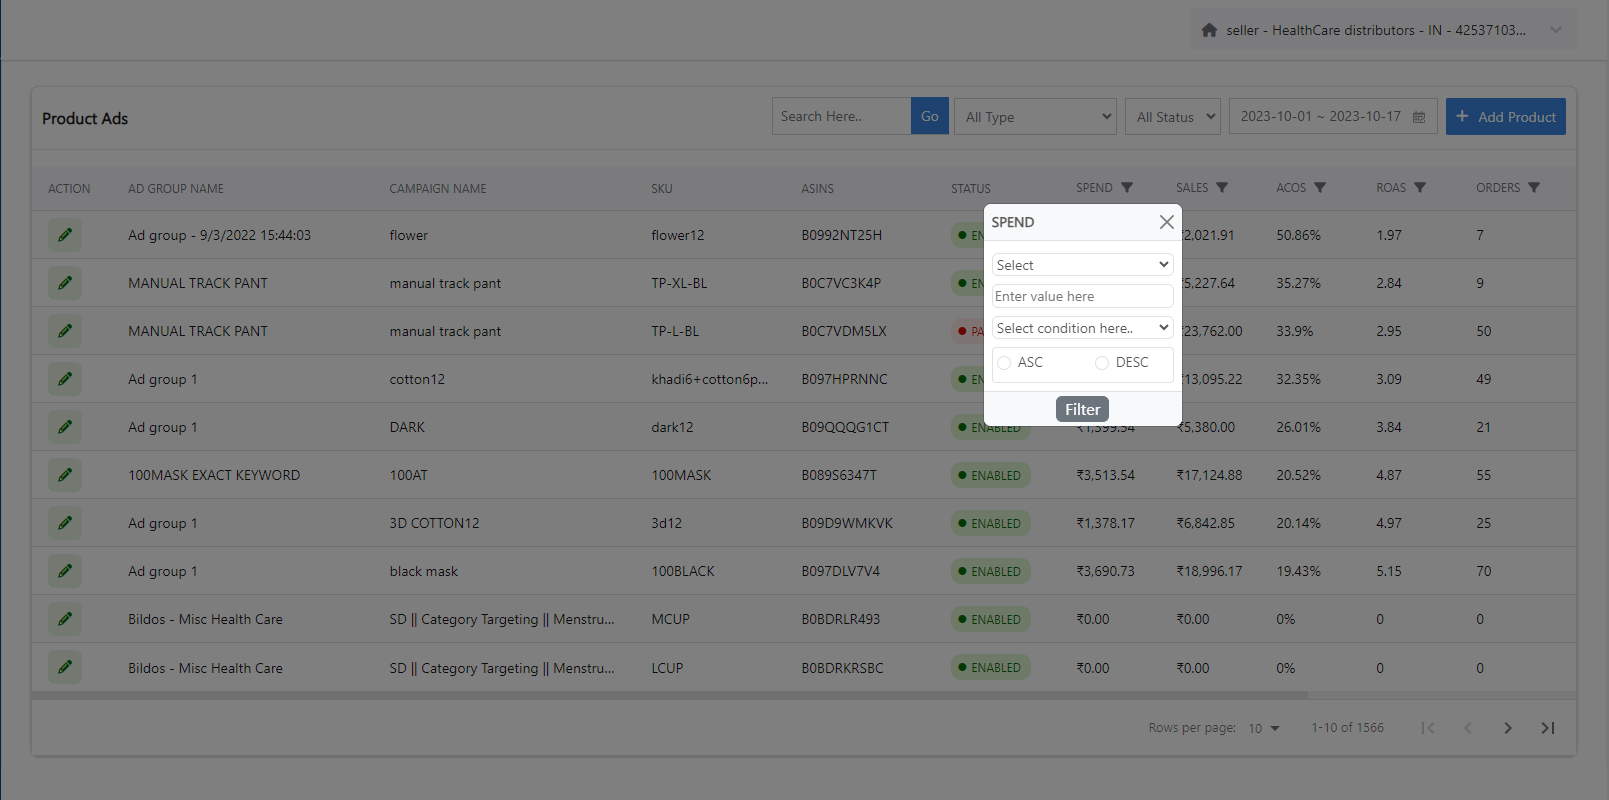 seller - HealthCare distributors - IN - 42537103...
Product Ads Search Here.. Go All Type All Status 2023-10-01 ~ 2023-10-17 + Add Product
ACTION AD GROUP NAME CAMPAIGN NAME SKU ASINS STATUS SPEND SALES ACOS ROAS ORDERS
Ad group - 9/3/2022 15:44:03 flower flower12 B0992NT25H EN ₹2,021.91 50.86% 1.97 7
MANUAL TRACK PANT manual track pant TP-XL-BL B0C7VC3K4P EN ₹5,227.64 35.27% 2.84 9
MANUAL TRACK PANT manual track pant TP-L-BL B0C7VDM5LX PA ₹23,762.00 33.9% 2.95 50
Ad group 1 cotton12 khadi6+cotton6p... B097HPRNNC EN ₹13,095.22 32.35% 3.09 49
Ad group 1 DARK dark12 B09QQQG1CT ENABLED ₹1,399.54 ₹5,380.00 26.01% 3.84 21
100MASK EXACT KEYWORD 100AT 100MASK B089S6347T ENABLED ₹3,513.54 ₹17,124.88 20.52% 4.87 55
Ad group 1 3D COTTON12 3d12 B09D9WMKVK ENABLED ₹1,378.17 ₹6,842.85 20.14% 4.97 25
Ad group 1 black mask 100BLACK B097DLV7V4 ENABLED ₹3,690.73 ₹18,996.17 19.43% 5.15 70
Bildos - Misc Health Care SD || Category Targeting || Menstru... MCUP B0BDRLR493 ENABLED ₹0.00 ₹0.00 0% 0 0
Bildos - Misc Health Care SD || Category Targeting || Menstru... LCUP B0BDRKRSBC ENABLED ₹0.00 ₹0.00 0% 0 0
SPEND
Select
Enter value here
Select condition here..
ASC DESC
Filter
Rows per page: 10 1-10 of 1566